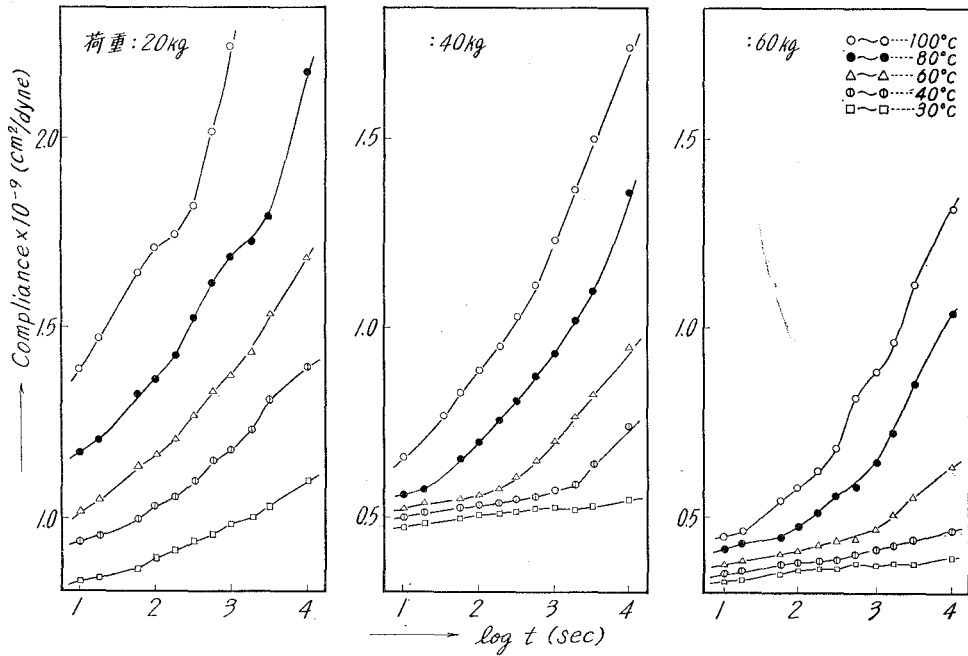 荷重:20kg
:40kg
:60kg
○~○-----100°C
●~●-----80°C
△~△-----60°C
⦶~⦶-----40°C
□~□-----30°C
→ Compliance×10⁻⁹ (cm²/dyne)
2.0
1.5
1.0
1.5
1.0
0.5
1.5
1.0
0.5
1 2 3 4
1 2 3 4
1 2 3 4
→ log t (sec)